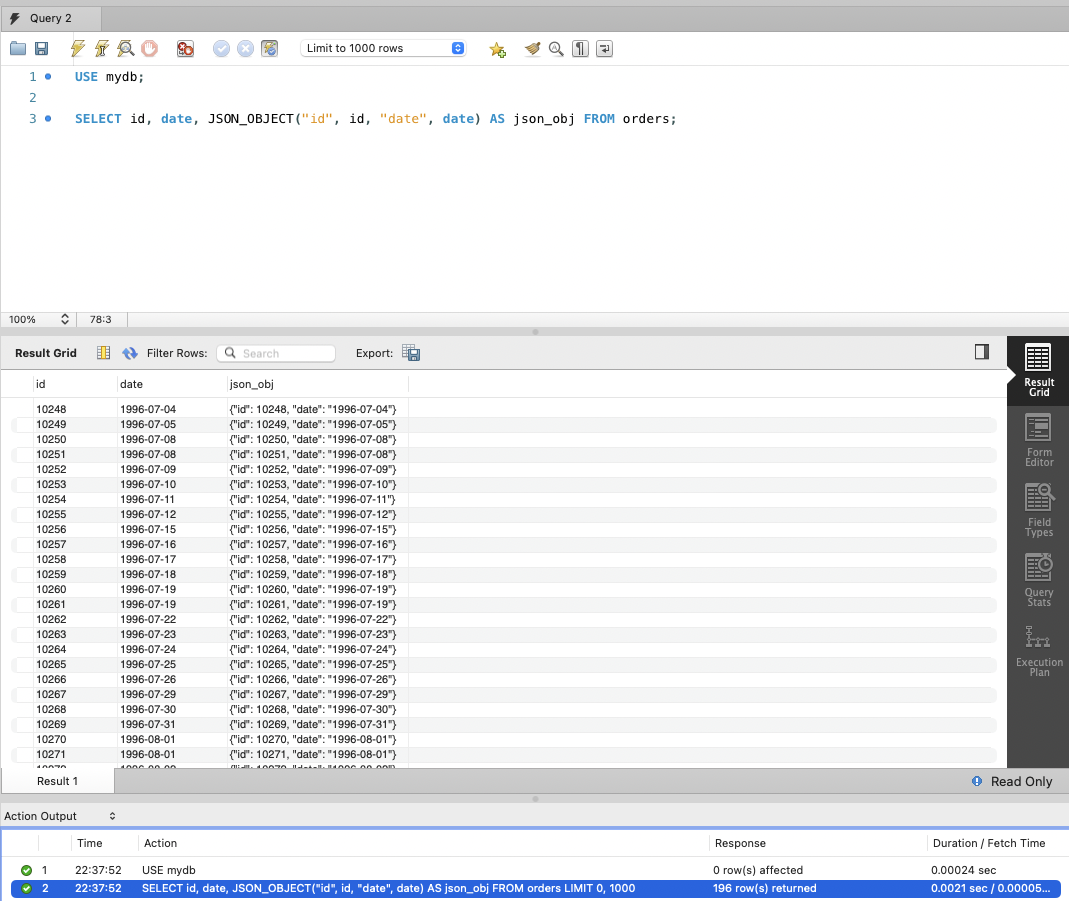 Query 2
Limit to 1000 rows
1 USE mydb;
2
3 SELECT id, date, JSON_OBJECT("id", id, "date", date) AS json_obj FROM orders;
100% 78:3
Result Grid Filter Rows: Search Export:
id date json_obj
10248 1996-07-04 {"id": 10248, "date": "1996-07-04"}
10249 1996-07-05 {"id": 10249, "date": "1996-07-05"}
10250 1996-07-08 {"id": 10250, "date": "1996-07-08"}
10251 1996-07-08 {"id": 10251, "date": "1996-07-08"}
10252 1996-07-09 {"id": 10252, "date": "1996-07-09"}
10253 1996-07-10 {"id": 10253, "date": "1996-07-10"}
10254 1996-07-11 {"id": 10254, "date": "1996-07-11"}
10255 1996-07-12 {"id": 10255, "date": "1996-07-12"}
10256 1996-07-15 {"id": 10256, "date": "1996-07-15"}
10257 1996-07-16 {"id": 10257, "date": "1996-07-16"}
10258 1996-07-17 {"id": 10258, "date": "1996-07-17"}
10259 1996-07-18 {"id": 10259, "date": "1996-07-18"}
10260 1996-07-19 {"id": 10260, "date": "1996-07-19"}
10261 1996-07-19 {"id": 10261, "date": "1996-07-19"}
10262 1996-07-22 {"id": 10262, "date": "1996-07-22"}
10263 1996-07-23 {"id": 10263, "date": "1996-07-23"}
10264 1996-07-24 {"id": 10264, "date": "1996-07-24"}
10265 1996-07-25 {"id": 10265, "date": "1996-07-25"}
10266 1996-07-26 {"id": 10266, "date": "1996-07-26"}
10267 1996-07-29 {"id": 10267, "date": "1996-07-29"}
10268 1996-07-30 {"id": 10268, "date": "1996-07-30"}
10269 1996-07-31 {"id": 10269, "date": "1996-07-31"}
10270 1996-08-01 {"id": 10270, "date": "1996-08-01"}
10271 1996-08-01 {"id": 10271, "date": "1996-08-01"}
Result
Grid
Form
Editor
Field
Types
Query
Stats
Execution
Plan
Result 1 Read Only
Action Output
Time Action Response Duration / Fetch Time
1 22:37:52 USE mydb 0 row(s) affected 0.00024 sec
2 22:37:52 SELECT id, date, JSON_OBJECT("id", id, "date", date) AS json_obj FROM orders LIMIT 0, 1000 196 row(s) returned 0.0021 sec / 0.00005...